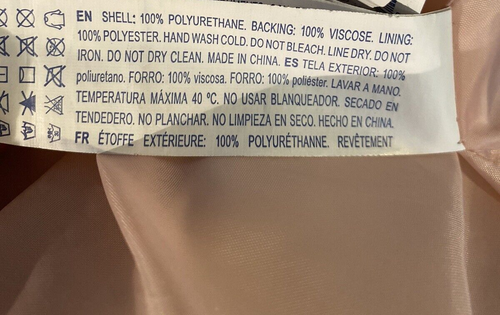 EN SHELL: 100% POLYURETHANE. BACKING: 100% VISCOSE. LINING:
100% POLYESTER. HAND WASH COLD. DO NOT BLEACH. LINE DRY. DO NOT
IRON. DO NOT DRY CLEAN. MADE IN CHINA. ES TELA EXTERIOR: 100%
poliuretano. FORRO: 100% viscosa. FORRO: 100% poliéster. LAVAR A MANO.
TEMPERATURA MÁXIMA 40 ºC. NO USAR BLANQUEADOR. SECADO EN
TENDEDERO. NO PLANCHAR. NO LIMPIEZA EN SECO. HECHO EN CHINA.
FR ÉTOFFE EXTÉRIEURE: 100% POLYURÉTHANNE. REVÊTEMENT